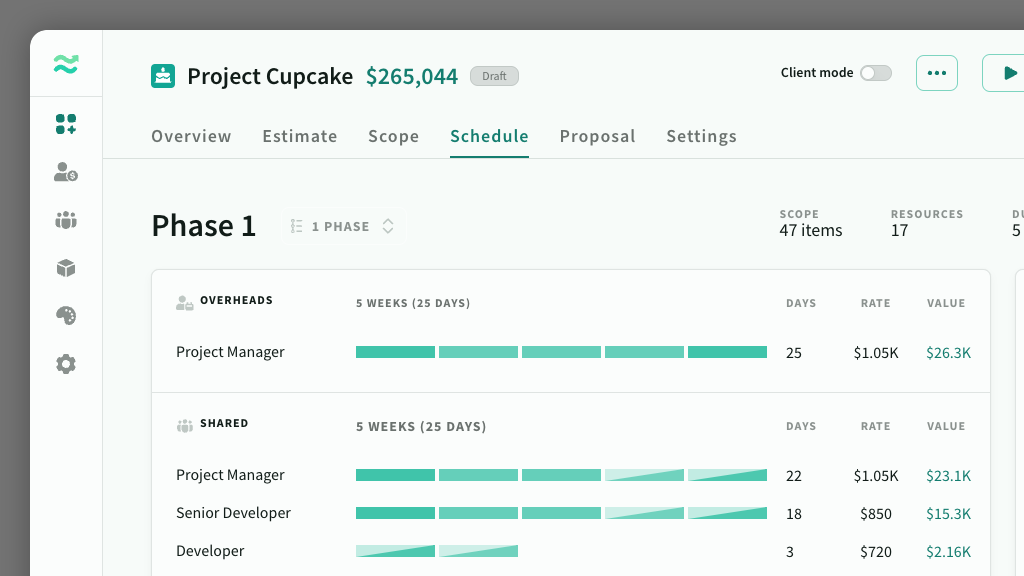 Project Cupcake $265,044 Draft
Client mode
Overview Estimate Scope Schedule Proposal Settings
Phase 1 1 PHASE
SCOPE RESOURCES
47 items 17 5
OVERHEADS 5 WEEKS (25 DAYS) DAYS RATE VALUE
Project Manager 25 $1.05K $26.3K
SHARED 5 WEEKS (25 DAYS) DAYS RATE VALUE
Project Manager 22 $1.05K $23.1K
Senior Developer 18 $850 $15.3K
Developer 3 $720 $2.16K